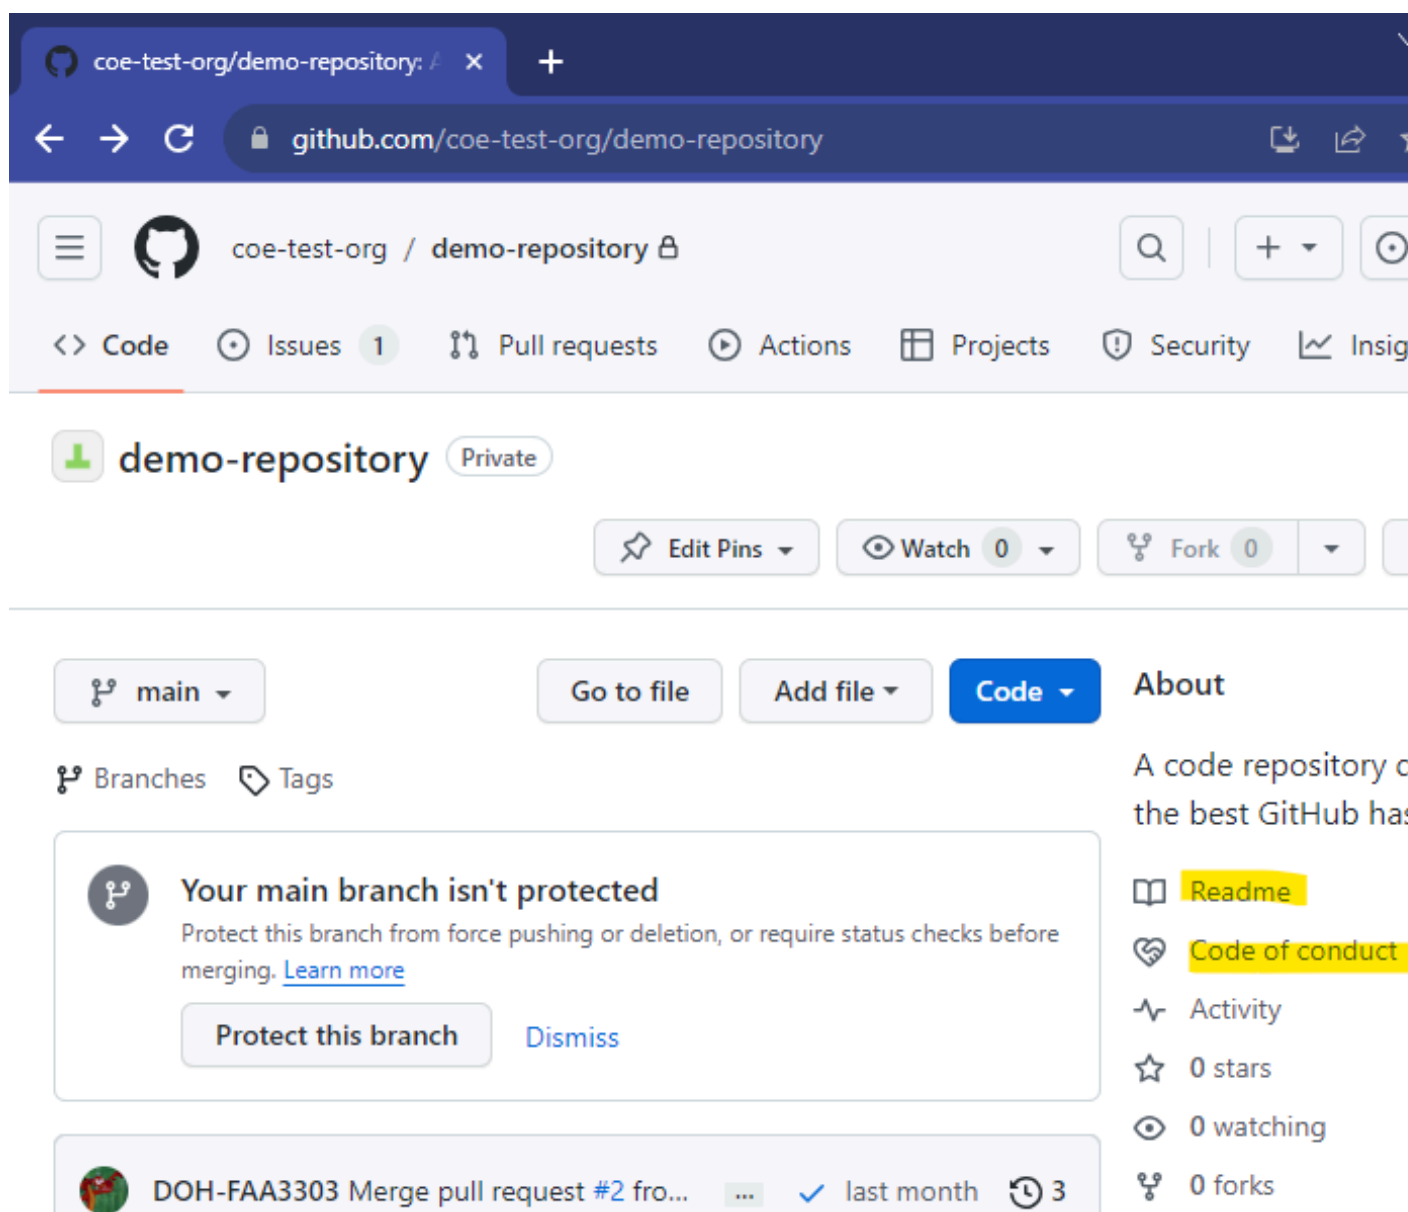 coe-test-org/demo-repository:
github.com/coe-test-org/demo-repository
coe-test-org / demo-repository
Code Issues 1 Pull requests Actions Projects Security Insig
demo-repository Private
Edit Pins Watch 0 Fork 0
main Go to file Add file Code
Branches Tags
Your main branch isn't protected
Protect this branch from force pushing or deletion, or require status checks before
merging. Learn more
Protect this branch Dismiss
DOH-FAA3303 Merge pull request #2 fro... ... last month 3
About
A code repository
the best GitHub has
Readme
Code of conduct
Activity
0 stars
0 watching
0 forks